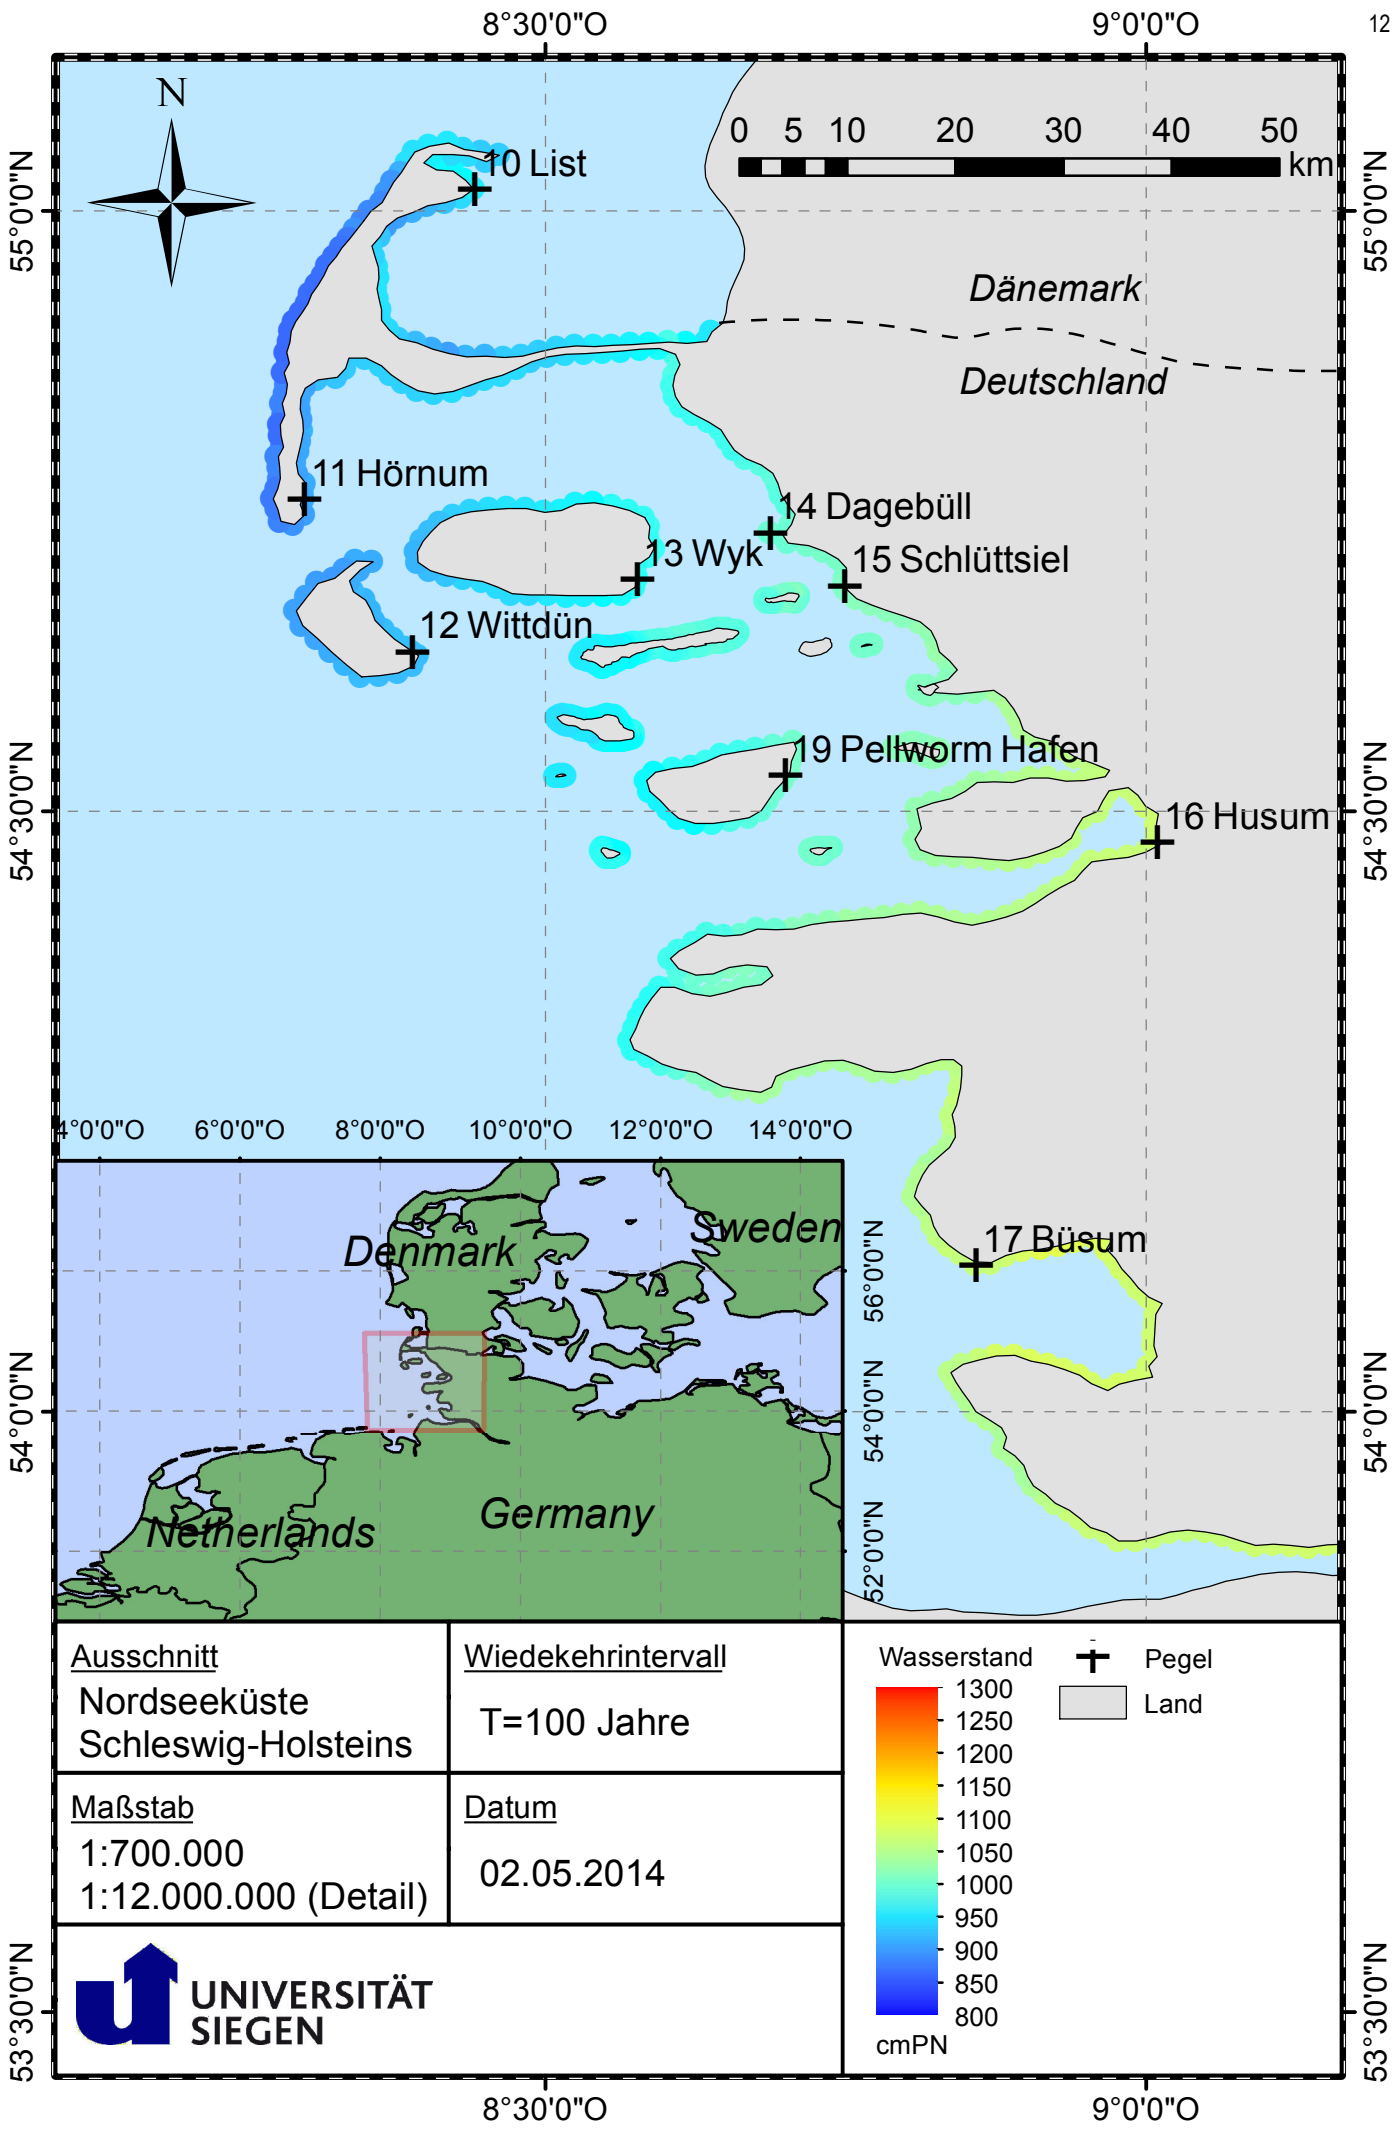 8°30'0"O
9°0'0"O
12
N
0 5 10 20 30 40 50
km
10 List
55°0'0"N
55°0'0"N
Dänemark
Deutschland
11 Hörnum
14 Dagebüll
13 Wyk
15 Schlüttsiel
12 Wittdün
19 Pellworm Hafen
54°30'0"N
16 Husum
54°30'0"N
4°0'0"O
6°0'0"O
8°0'0"O
10°0'0"O
12°0'0"O
14°0'0"O
Sweden
Denmark
17 Büsum
56°0'0"N
54°0'0"N
54°0'0"N
54°0'0"N
Germany
Netherlands
52°0'0"N
Ausschnitt
Nordseeküste
Schleswig-Holsteins
Wiedekehrintervall
T=100 Jahre
Maßstab
1:700.000
1:12.000.000 (Detail)
Datum
02.05.2014
UNIVERSITÄT
SIEGEN
Wasserstand
1300
1250
1200
1150
1100
1050
1000
950
900
850
800
cmPN
Pegel
Land
53°30'0"N
53°30'0"N
8°30'0"O
9°0'0"O